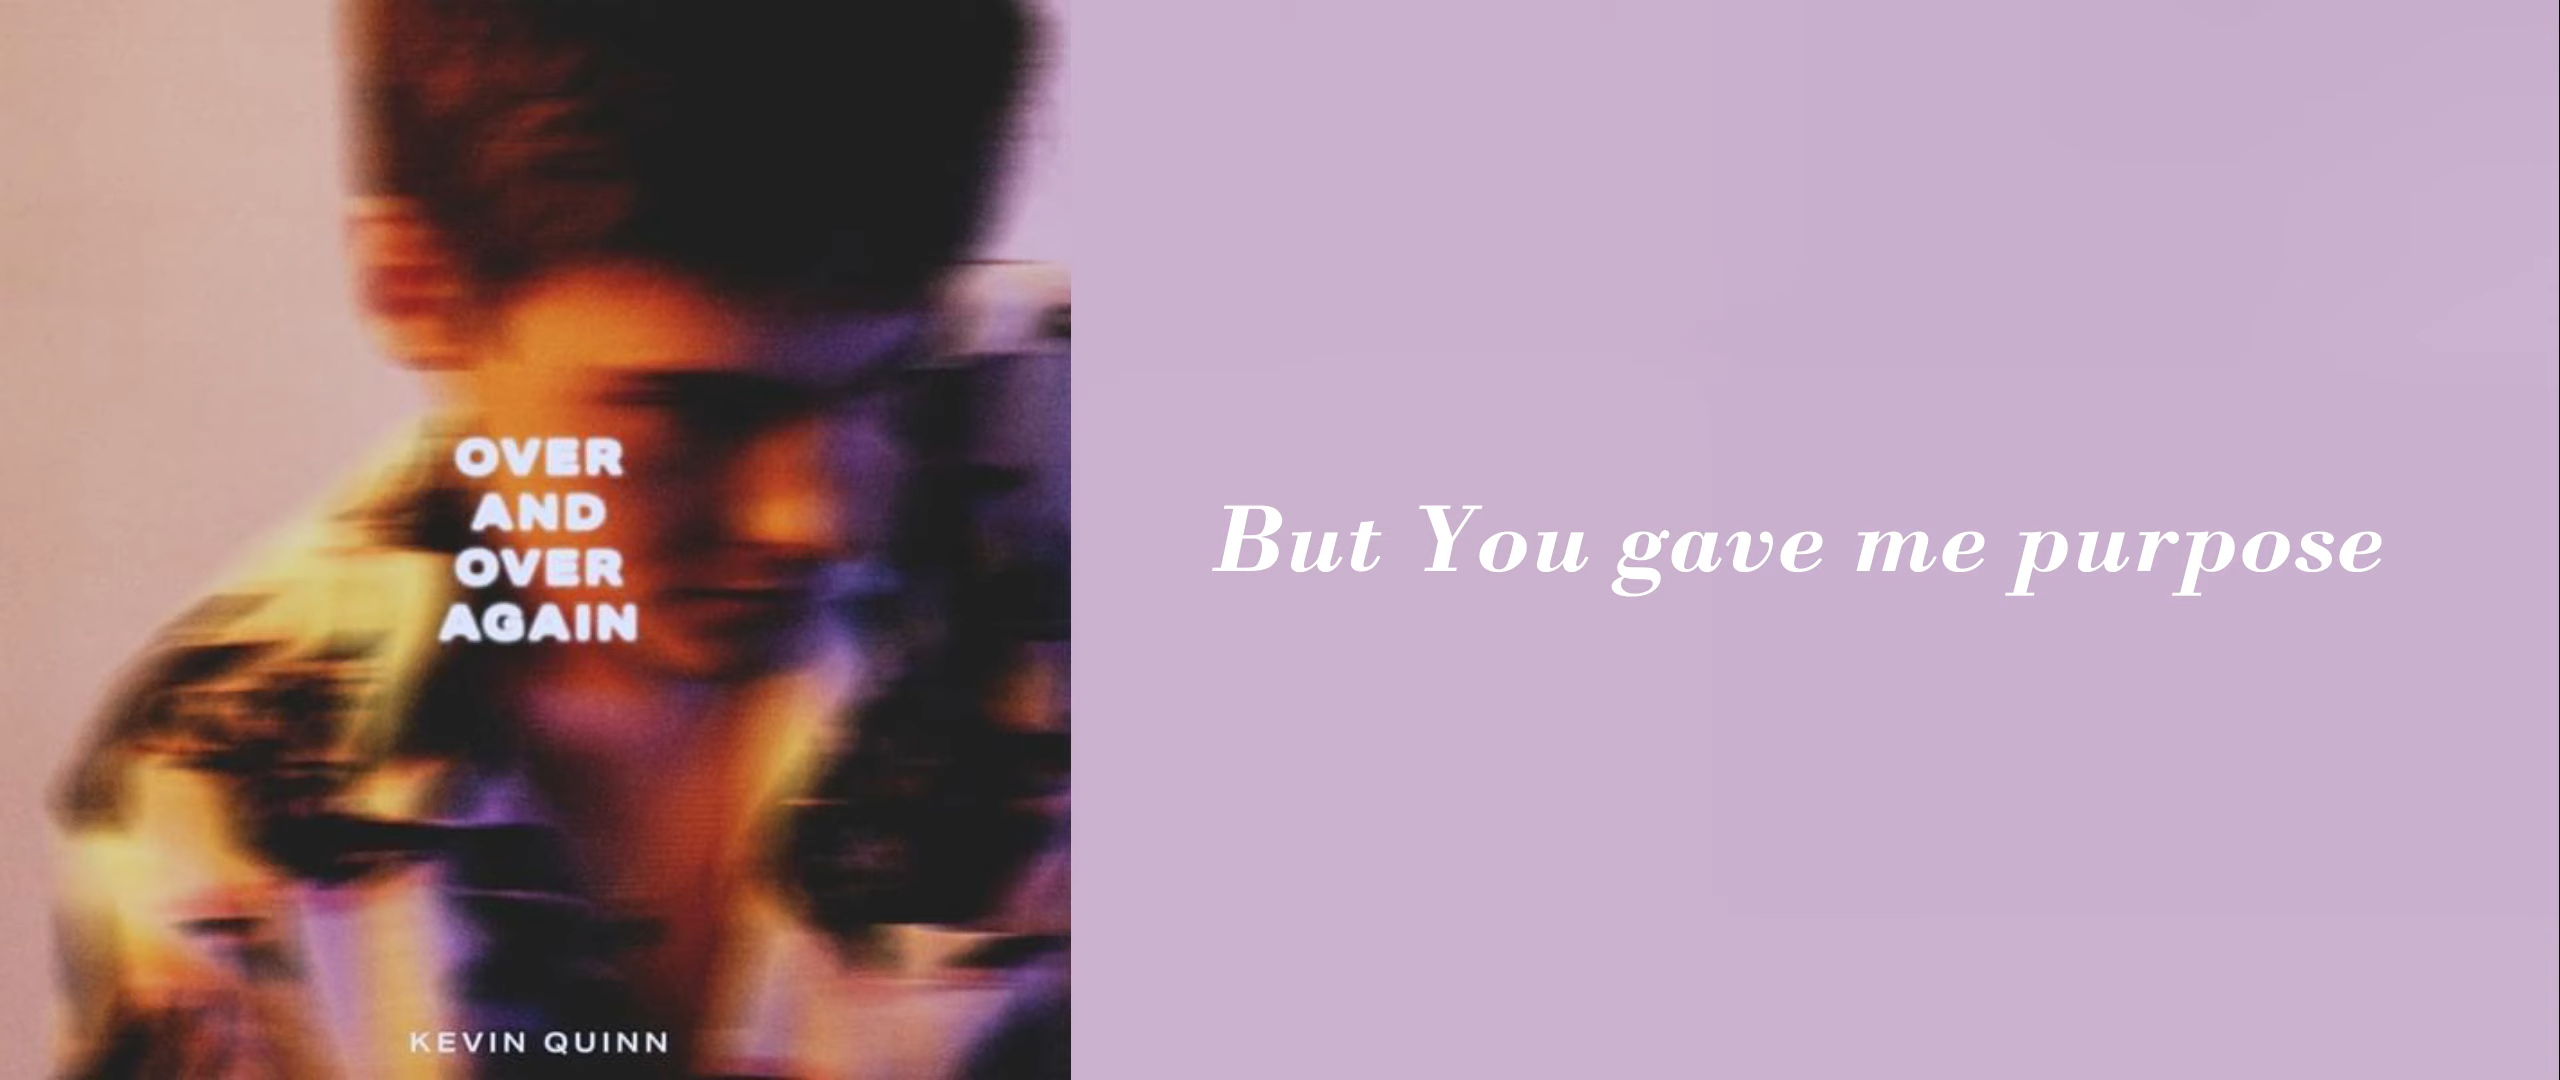 OVER
AND
OVER
AGAIN
KEVIN QUINN
But You gave me purpose